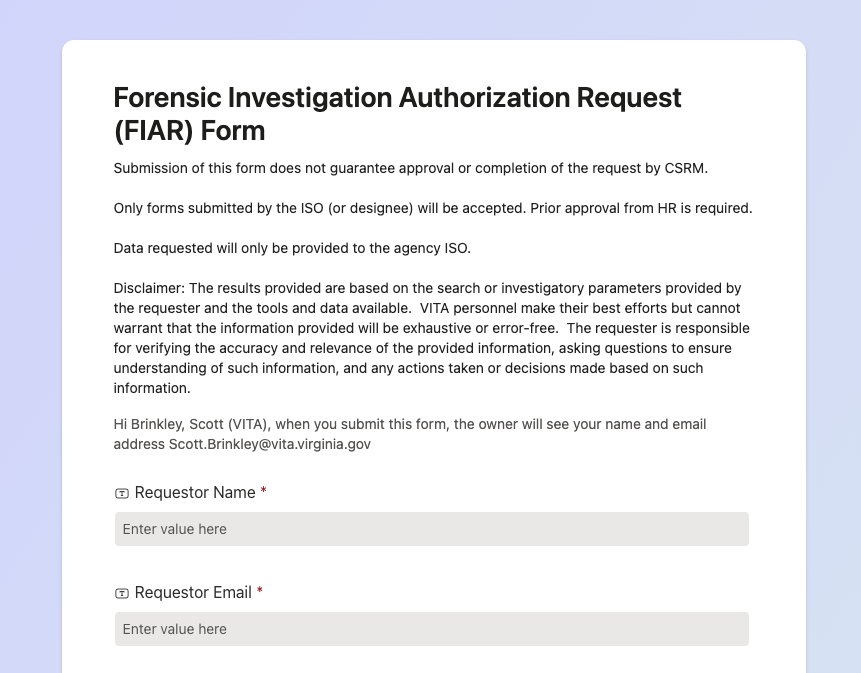 Forensic Investigation Authorization Request
(FIAR) Form
Submission of this form does not guarantee approval or completion of the request by CSRM.
Only forms submitted by the ISO (or designee) will be accepted. Prior approval from HR is required.
Data requested will only be provided to the agency ISO.
Disclaimer: The results provided are based on the search or investigatory parameters provided by
the requester and the tools and data available.  VITA personnel make their best efforts but cannot
warrant that the information provided will be exhaustive or error-free.  The requester is responsible
for verifying the accuracy and relevance of the provided information, asking questions to ensure
understanding of such information, and any actions taken or decisions made based on such
information.
Hi Brinkley, Scott (VITA), when you submit this form, the owner will see your name and email
address Scott.Brinkley@vita.virginia.gov
Requestor Name *
Enter value here
Requestor Email *
Enter value here